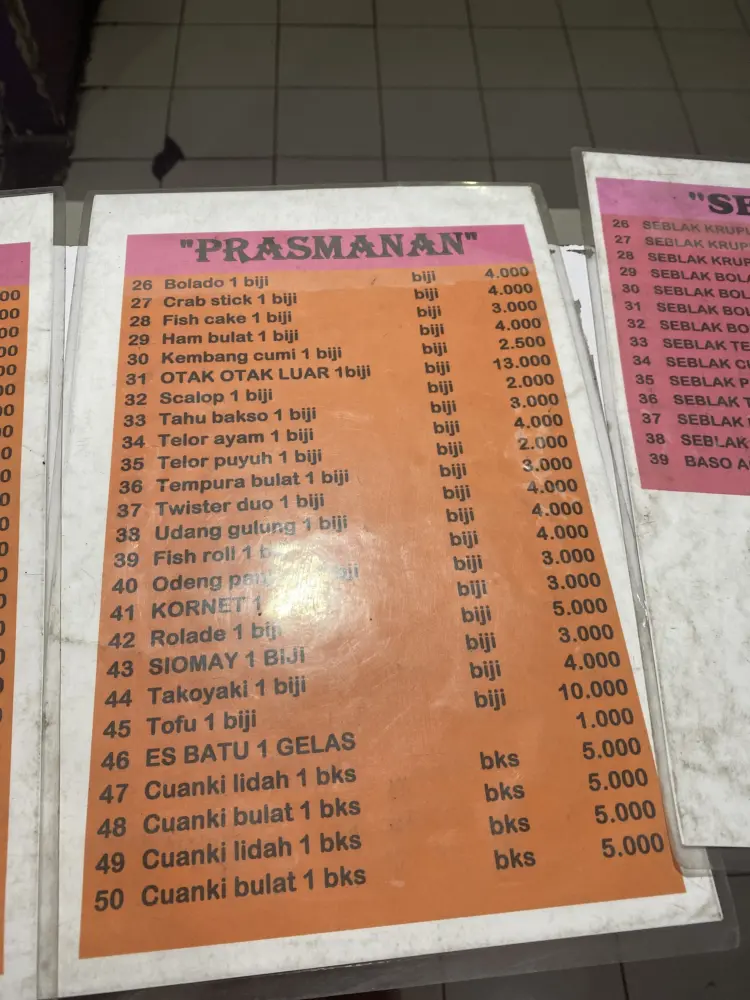 "PRASMANAN"
26 Bolado 1 biji biji 4.000
27 Crab stick 1 biji biji 4.000
28 Fish cake 1 biji biji 3.000
29 Ham bulat 1 biji biji 4.000
30 Kembang cumi 1 biji biji 2.500
31 OTAK OTAK LUAR 1biji biji 13.000
32 Scalop 1 biji biji 2.000
33 Tahu bakso 1 biji biji 3.000
34 Telor ayam 1 biji biji 4.000
35 Telor puyuh 1 biji biji 2.000
36 Tempura bulat 1 biji biji 3.000
37 Twister duo 1 biji biji 4.000
38 Udang gulung 1 biji biji 4.000
39 Fish roll 1 biji 4.000
40 Odeng biji biji 3.000
41 KORNET 1 biji 3.000
42 Rolade 1 biji biji 5.000
43 SIOMAY 1 BIJI biji 3.000
44 Takoyaki 1 biji biji 4.000
45 Tofu 1 biji biji 10.000
46 ES BATU 1 GELAS 1.000
47 Cuanki lidah 1 bks bks 5.000
48 Cuanki bulat 1 bks bks 5.000
49 Cuanki lidah 1 bks bks 5.000
50 Cuanki bulat 1 bks bks 5.000
26 SEBLAK
27 SEBLAK
28 SEBLAK
29 SEBLAK
30 SEBLAK
31 SEBLAK
32 SEBLAK
33 SEBLAK
34 SEBLAK
35 SEBLAK
36 SEBLAK
37 SEBLAK
38 SEBLAK
39 BASO